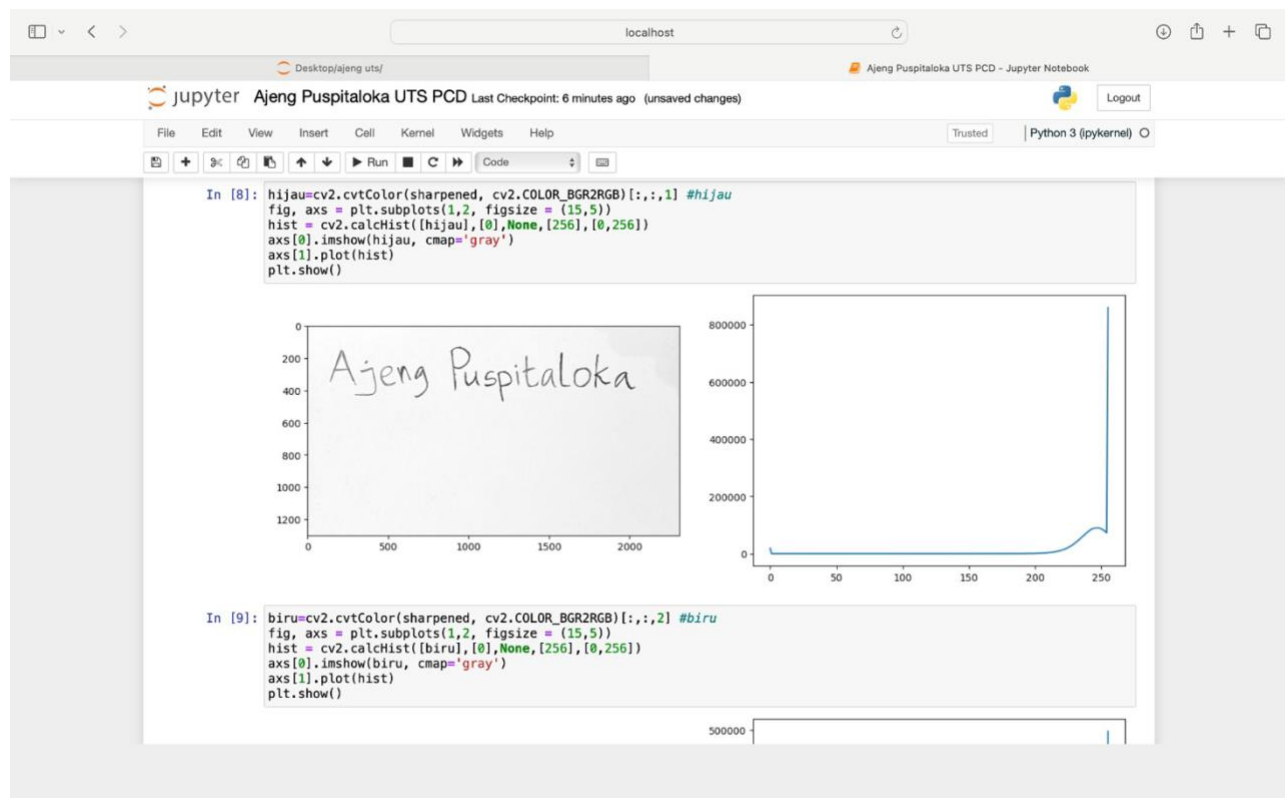 localhost
Desktop/ajeng uts/
Ajeng Puspitaloka UTS PCD - Jupyter Notebook
jupyter Ajeng Puspitaloka UTS PCD Last Checkpoint: 6 minutes ago (unsaved changes)
Logout
File Edit View Insert Cell Kernel Widgets Help
Trusted Python 3 (ipykernel)
Run Code
In [8]: hijau=cv2.cvtColor(sharpened, cv2.COLOR_BGR2RGB)[:,:,1] #hijau
fig, axs = plt.subplots(1,2, figsize = (15,5))
hist = cv2.calcHist([hijau],[0],None,[256],[0,256])
axs[0].imshow(hijau, cmap='gray')
axs[1].plot(hist)
plt.show()
0
200
400
600
800
1000
1200
0 500 1000 1500 2000
Ajeng Puspitaloka
800000
600000
400000
200000
0
0 50 100 150 200 250
In [9]: biru=cv2.cvtColor(sharpened, cv2.COLOR_BGR2RGB)[:,:,2] #biru
fig, axs = plt.subplots(1,2, figsize = (15,5))
hist = cv2.calcHist([biru],[0],None,[256],[0,256])
axs[0].imshow(biru, cmap='gray')
axs[1].plot(hist)
plt.show()
500000